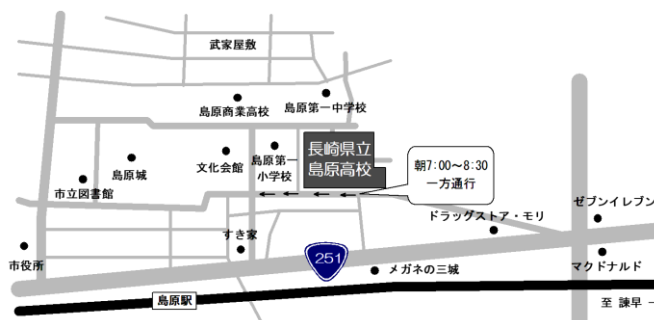 武家屋敷
島原商業高校
島原第一中学校
島原城
文化会館
島原第一
小学校
長崎県立
島原高校
朝7:00～8:30
一方通行
市立図書館
ドラッグストア・モリ
ゼブンイレブン
すき家
市役所
251
メガネの三城
マクドナルド
島原駅
至 諫早